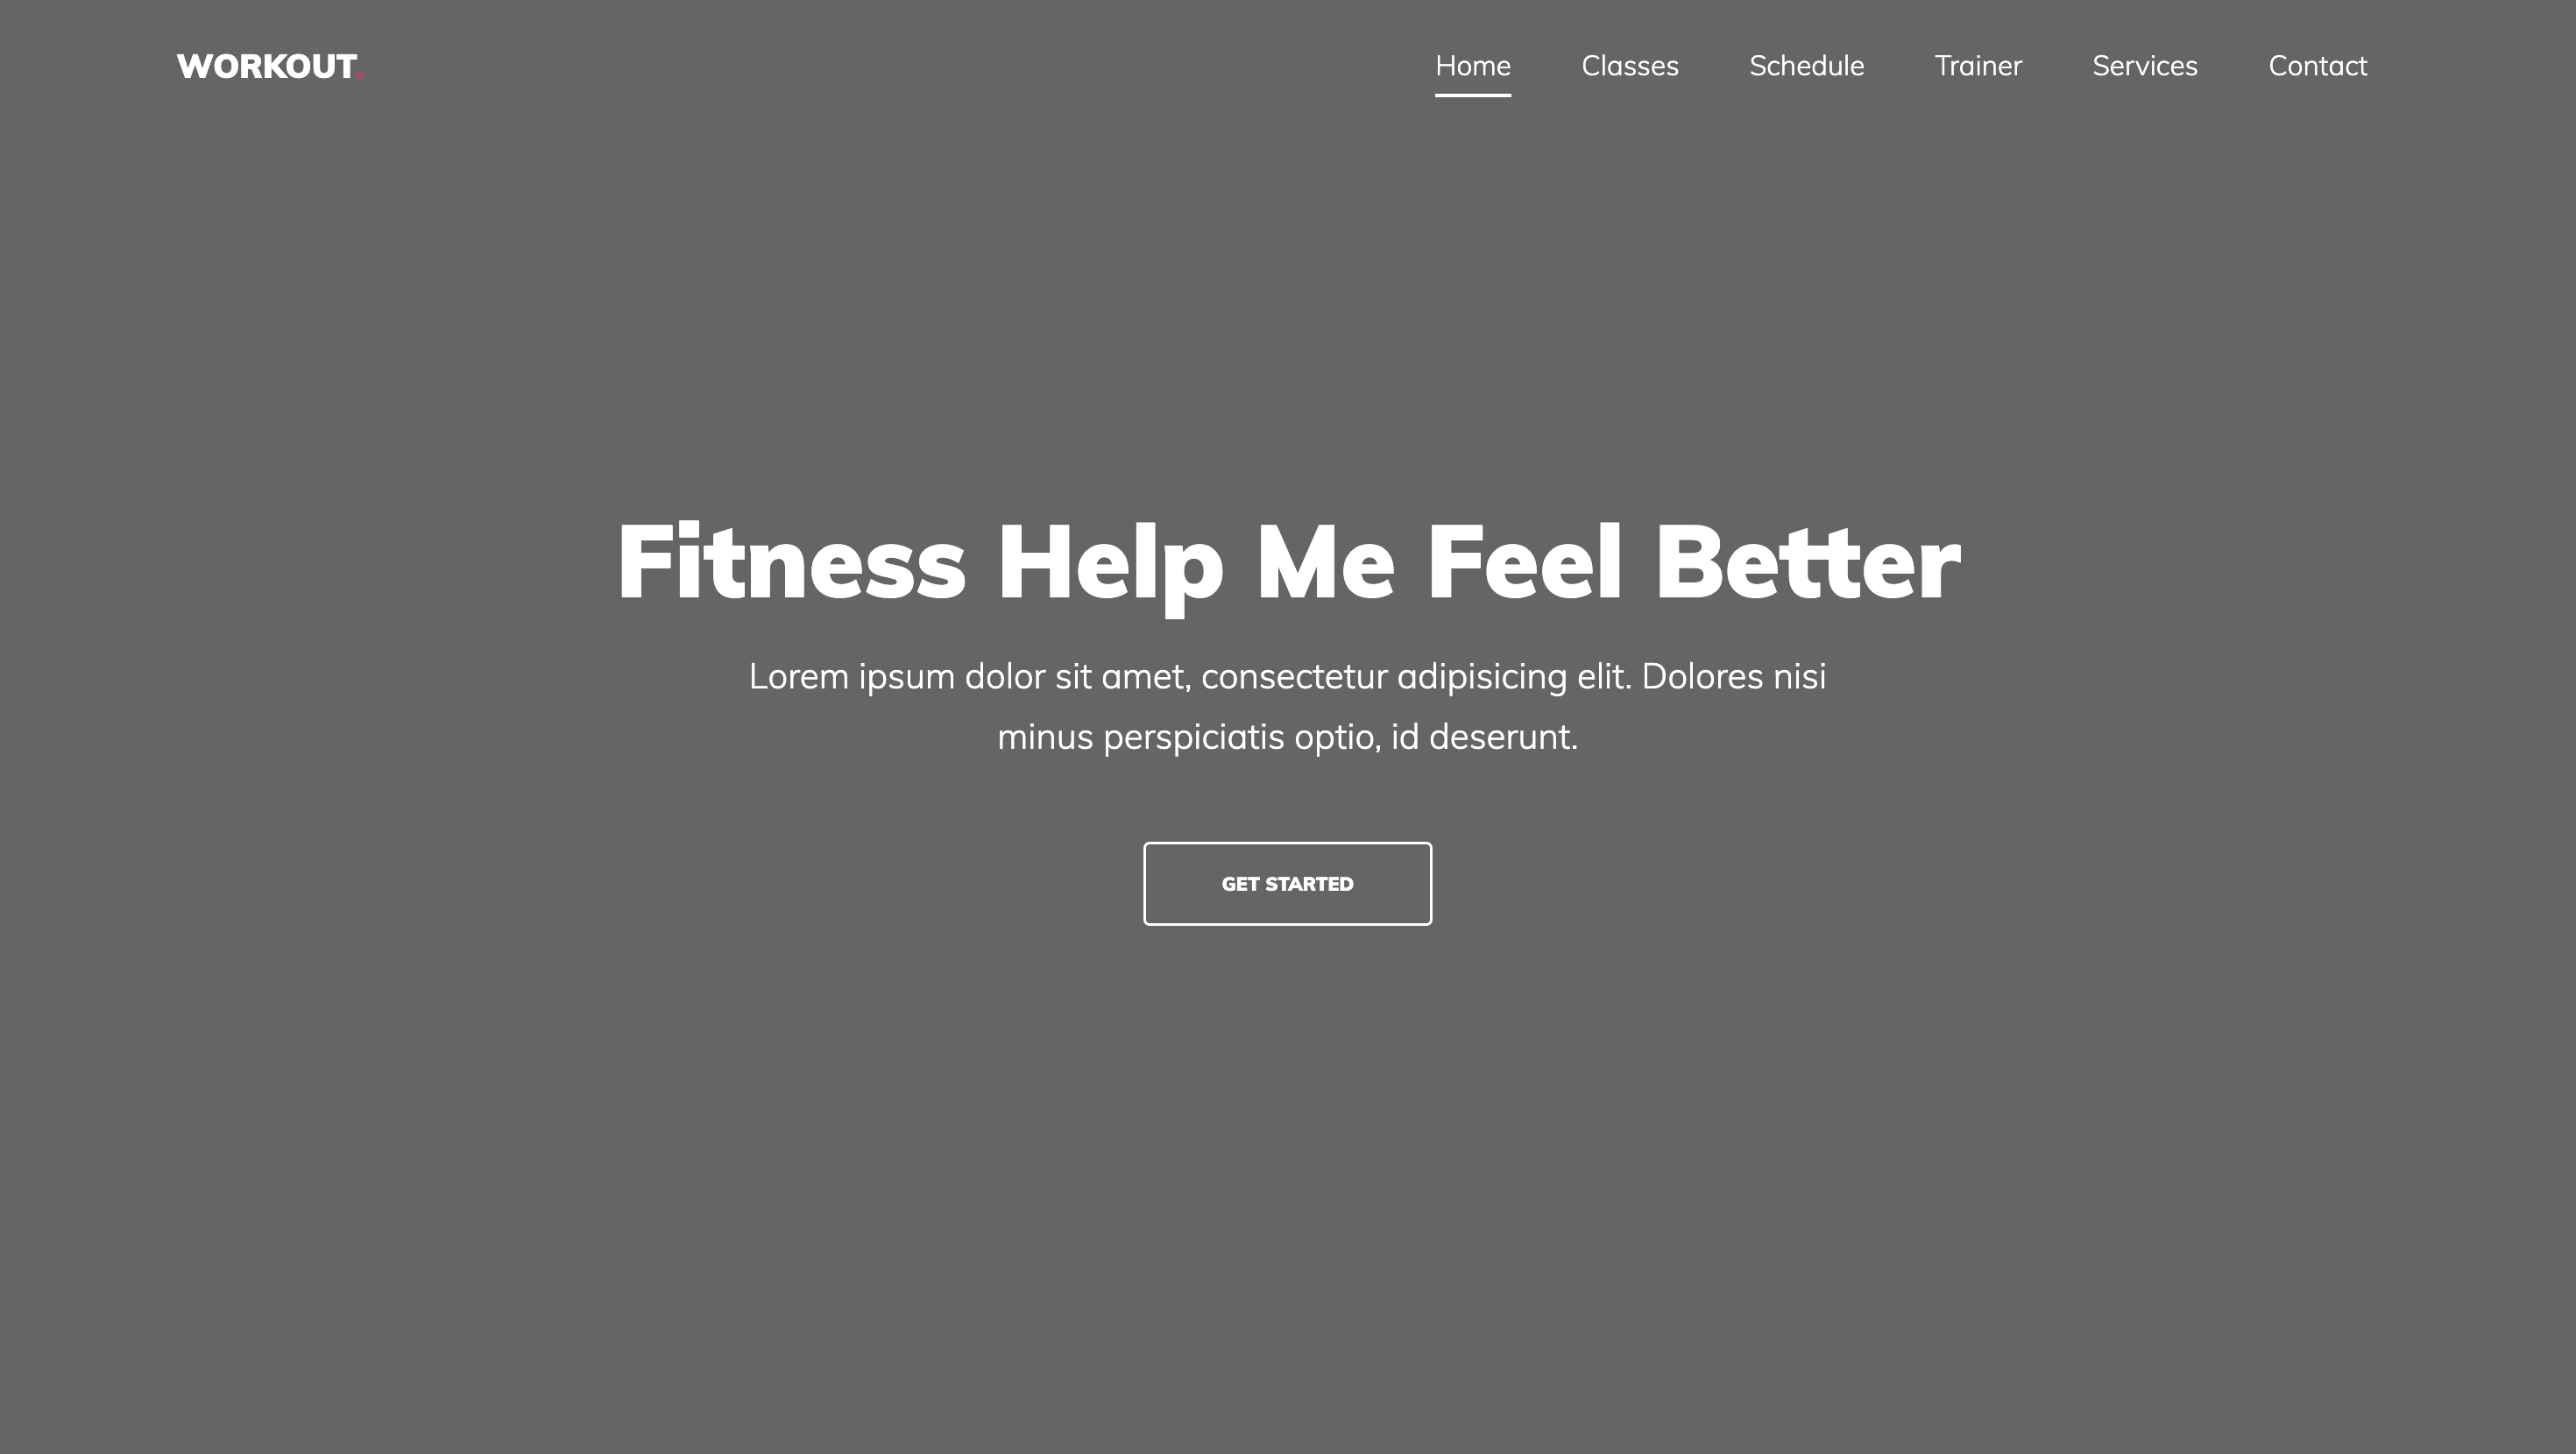 WORKOUT.
Home Classes Schedule Trainer Services Contact
Fitness Help Me Feel Better
Lorem ipsum dolor sit amet, consectetur adipisicing elit. Dolores nisi
minus perspiciatis optio, id deserunt.
GET STARTED